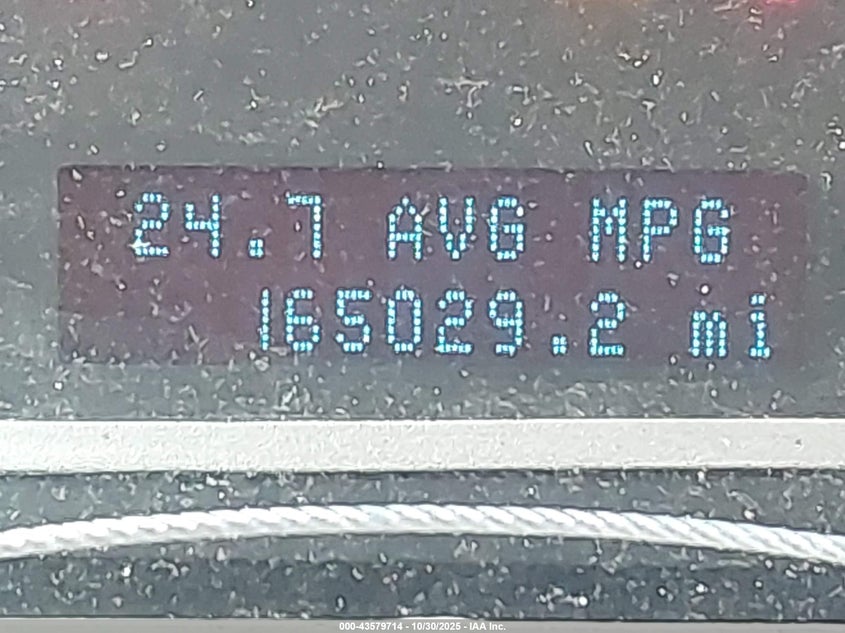 24.7 AVG MPG
165029.2 mi
000-43579714 - 10/30/2025 - IAA Inc.